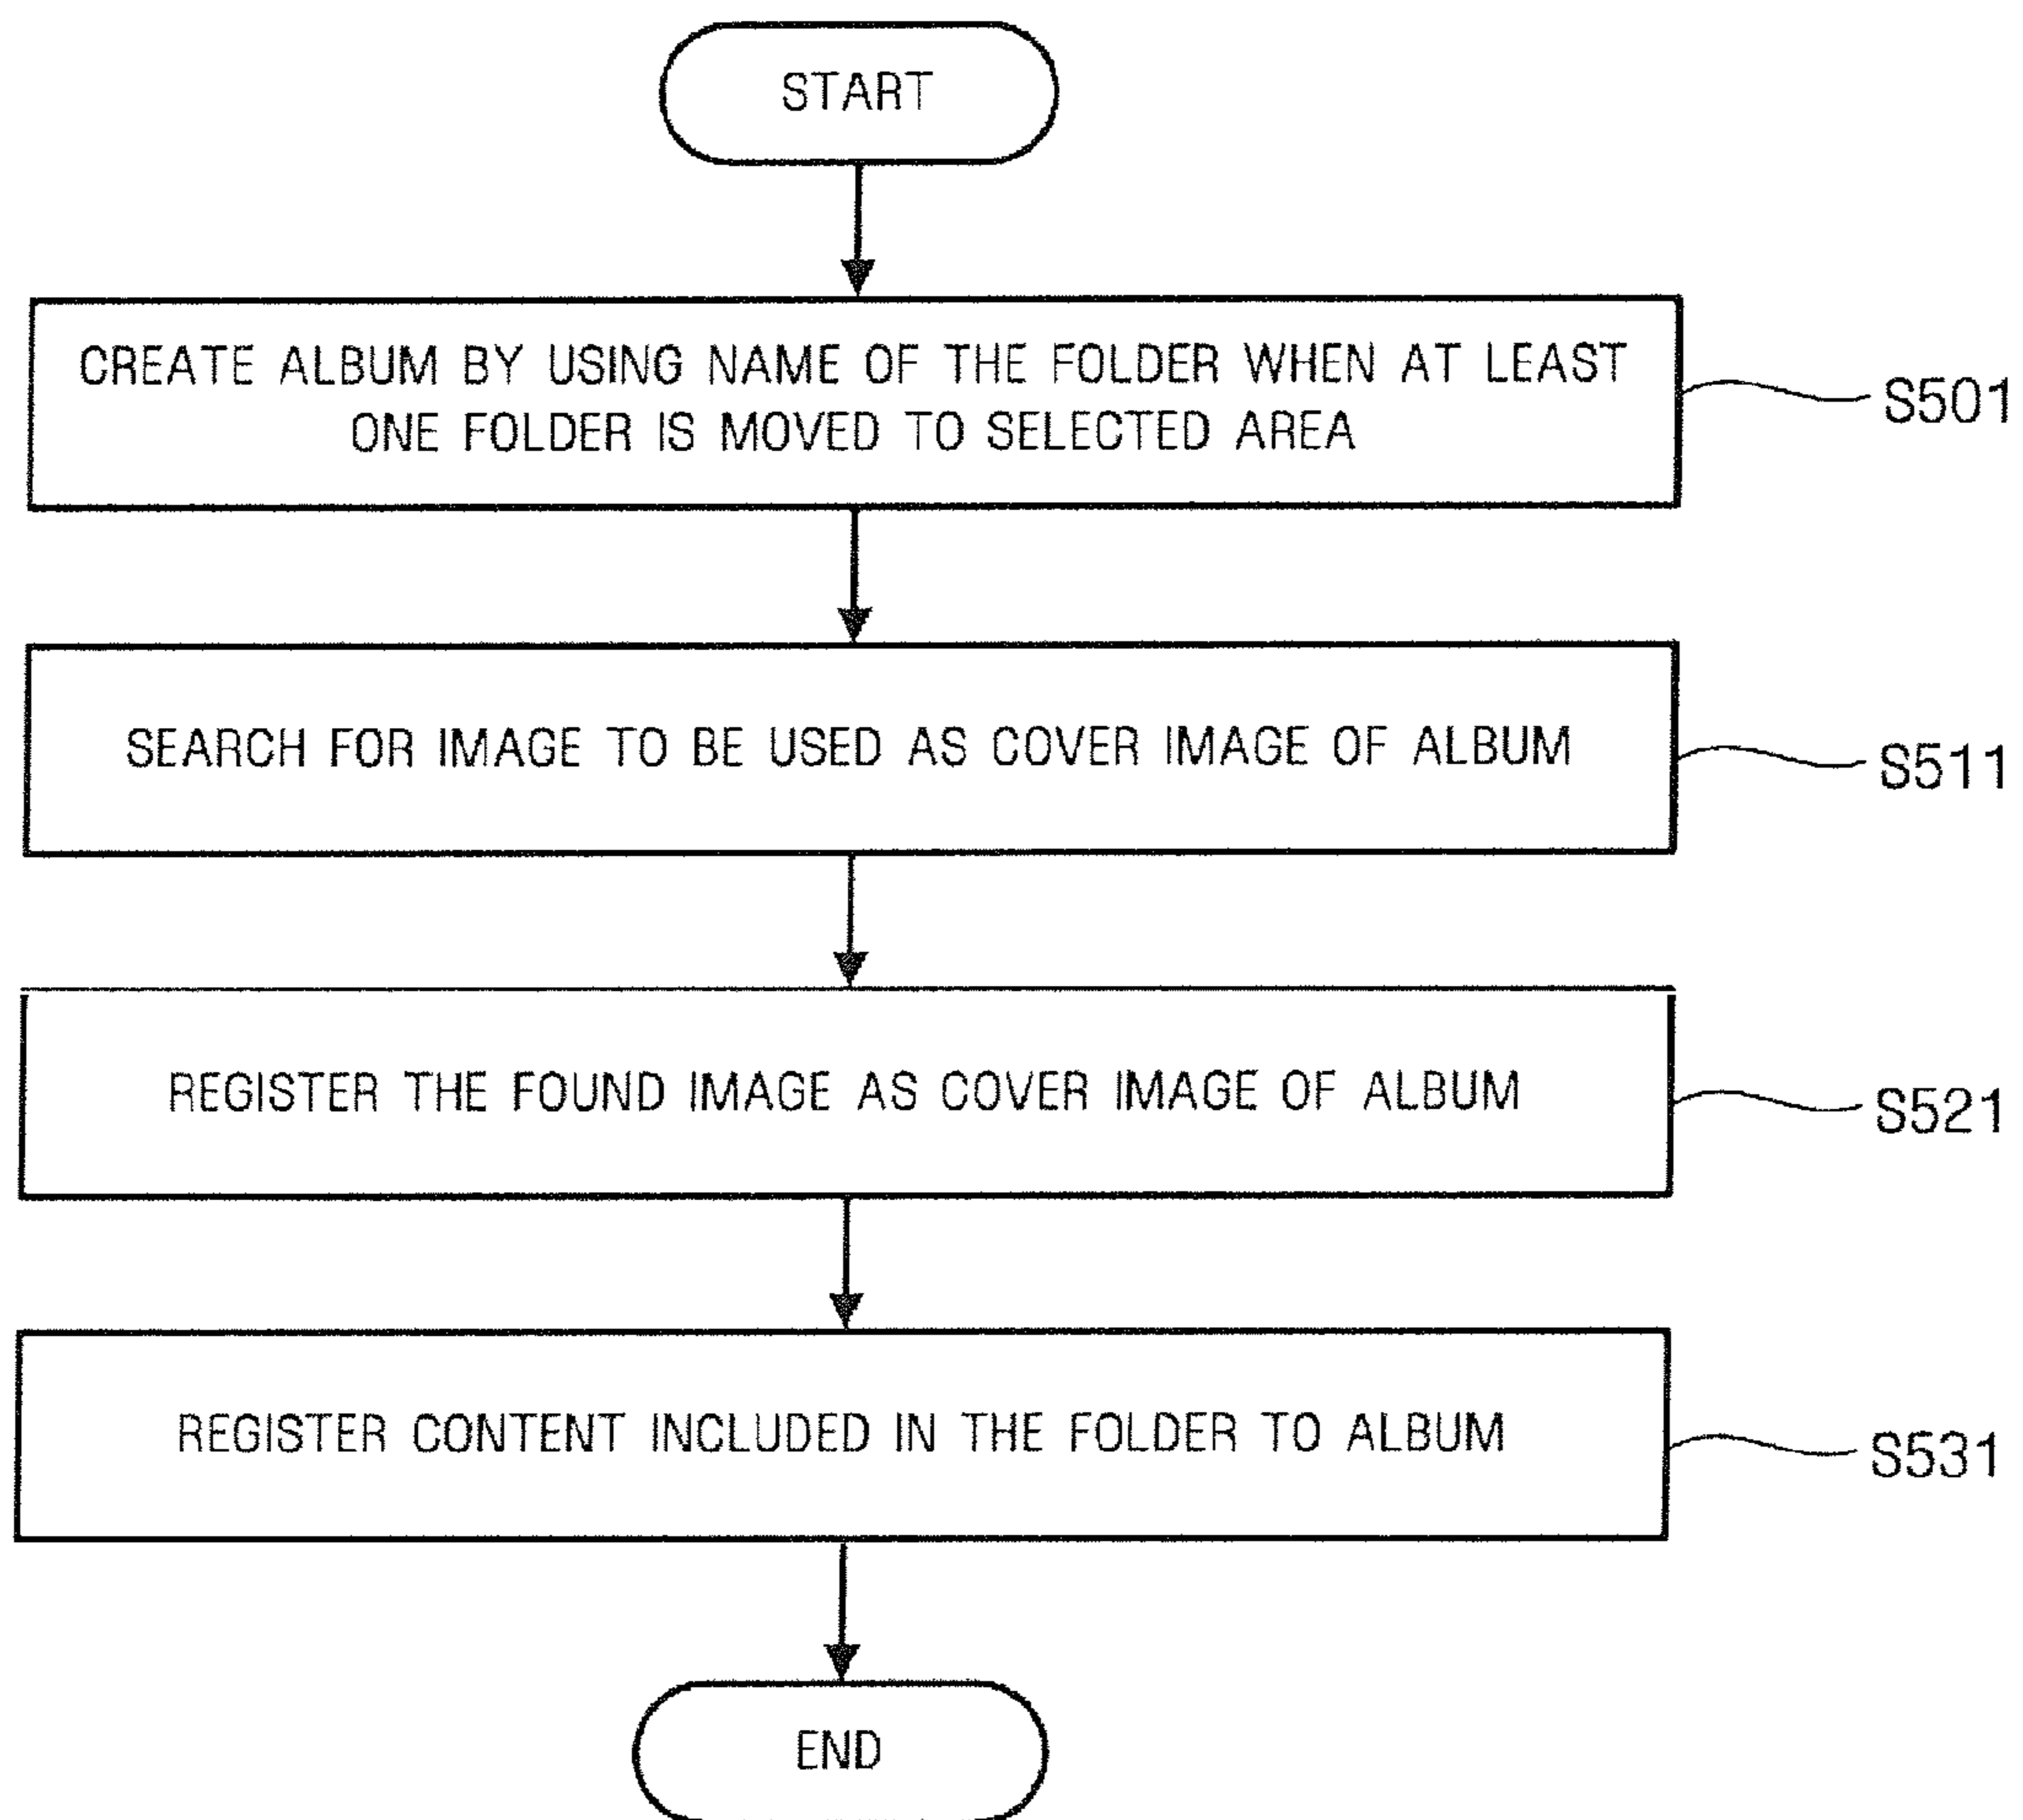 START
CREATE ALBUM BY USING NAME OF THE FOLDER WHEN AT LEAST
ONE FOLDER IS MOVED TO SELECTED AREA
S501
SEARCH FOR IMAGE TO BE USED AS COVER IMAGE OF ALBUM
S511
REGISTER THE FOUND IMAGE AS COVER IMAGE OF ALBUM
S521
REGISTER CONTENT INCLUDED IN THE FOLDER TO ALBUM
S531
END